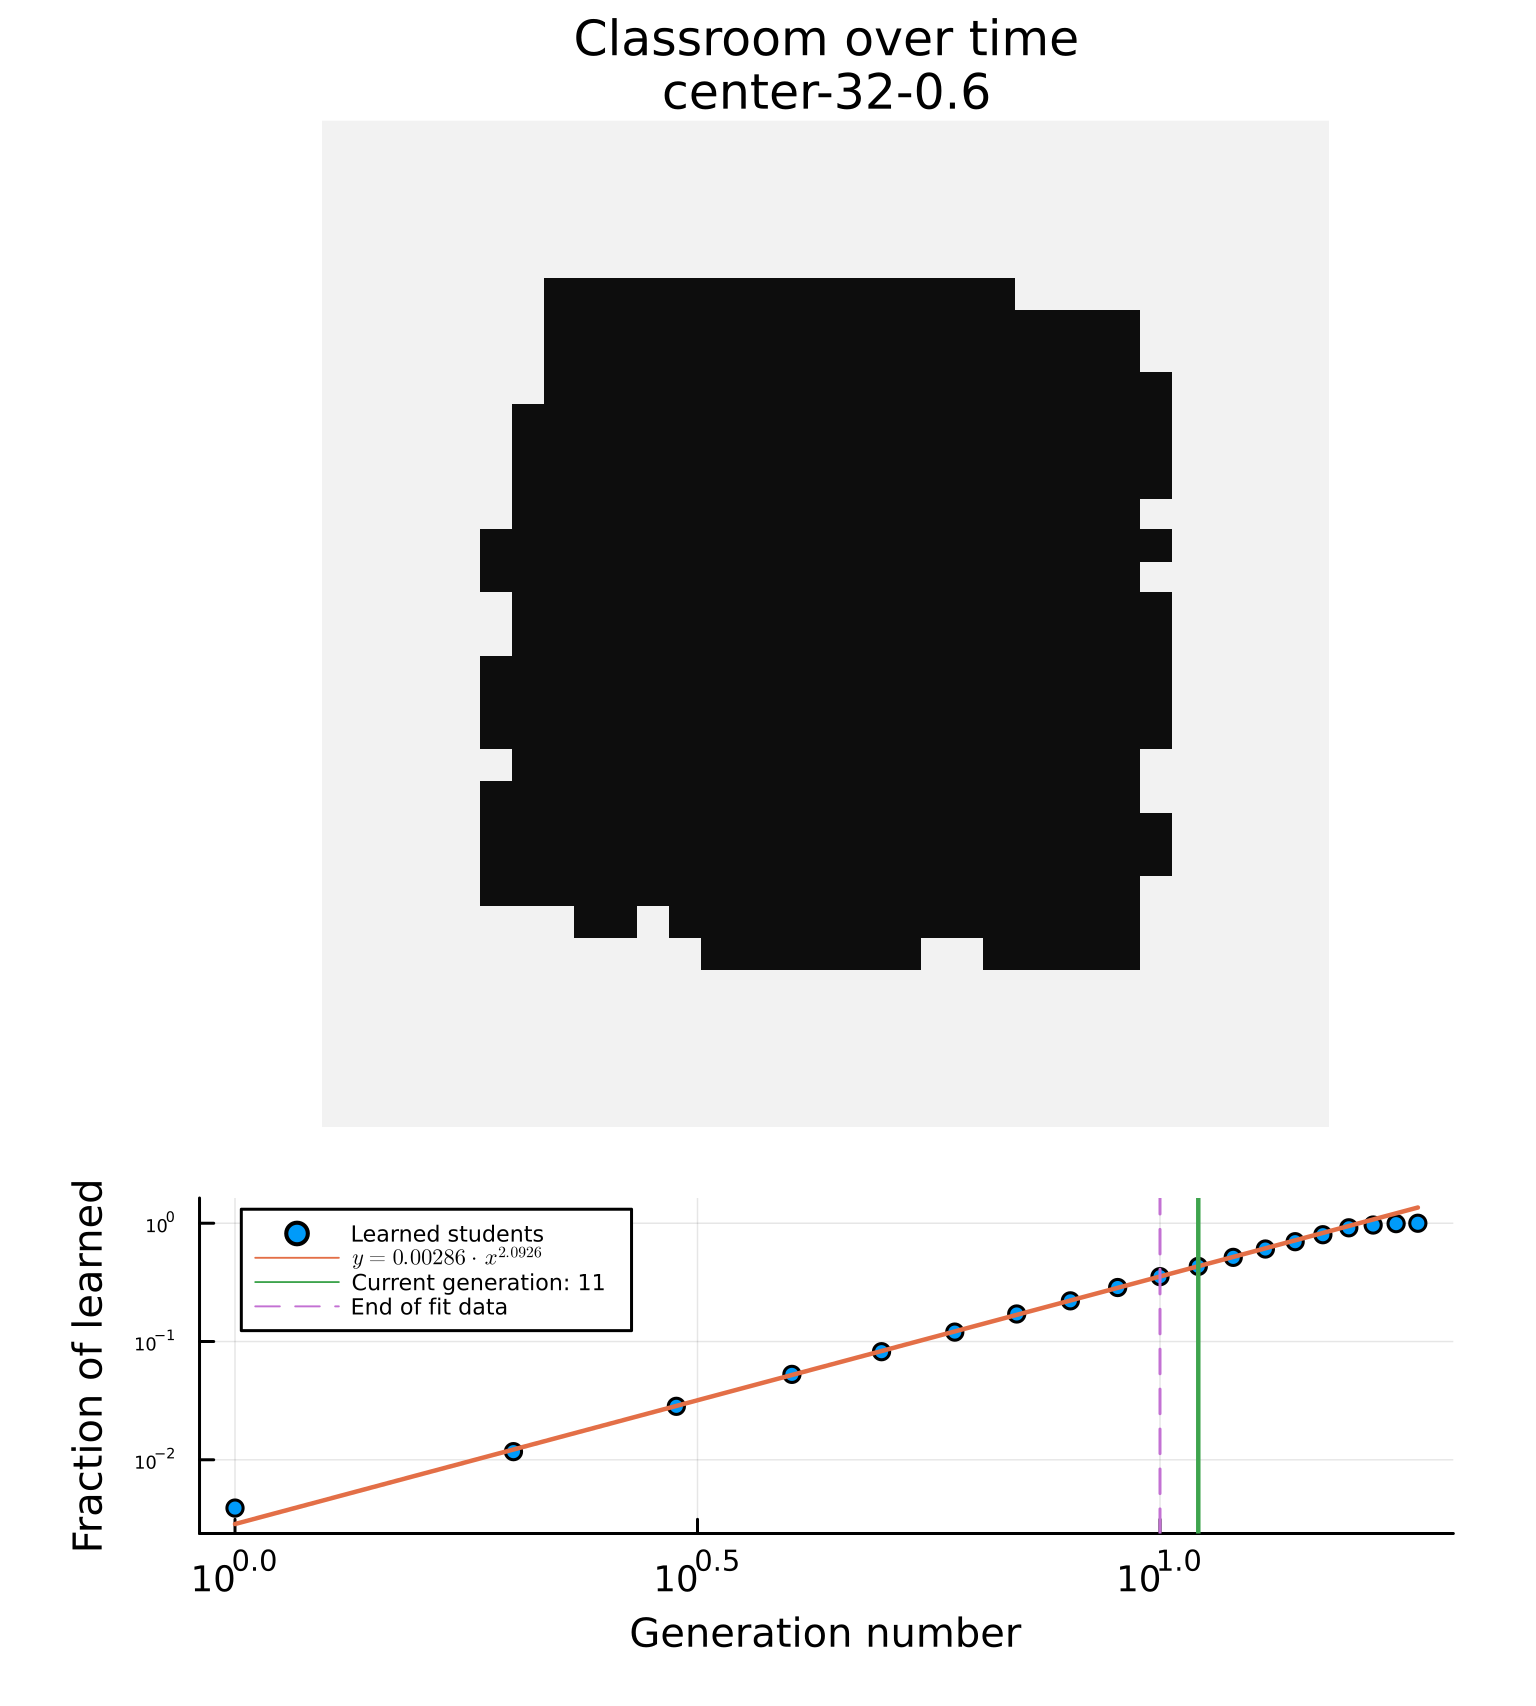 Classroom over time
center-32-0.6
Fraction of learned
10^0
10^-1
10^-2
Learned students
y = 0.00286 · x^2.0926
Current generation: 11
End of fit data
10^0.0
10^0.5
10^1.0
Generation number